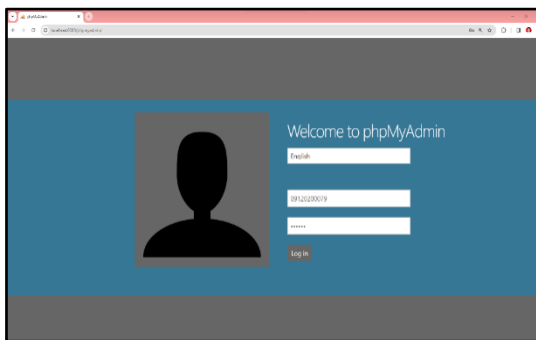 phpMyAdmin
Welcome to phpMyAdmin
English
09120200079
••••••
Log in